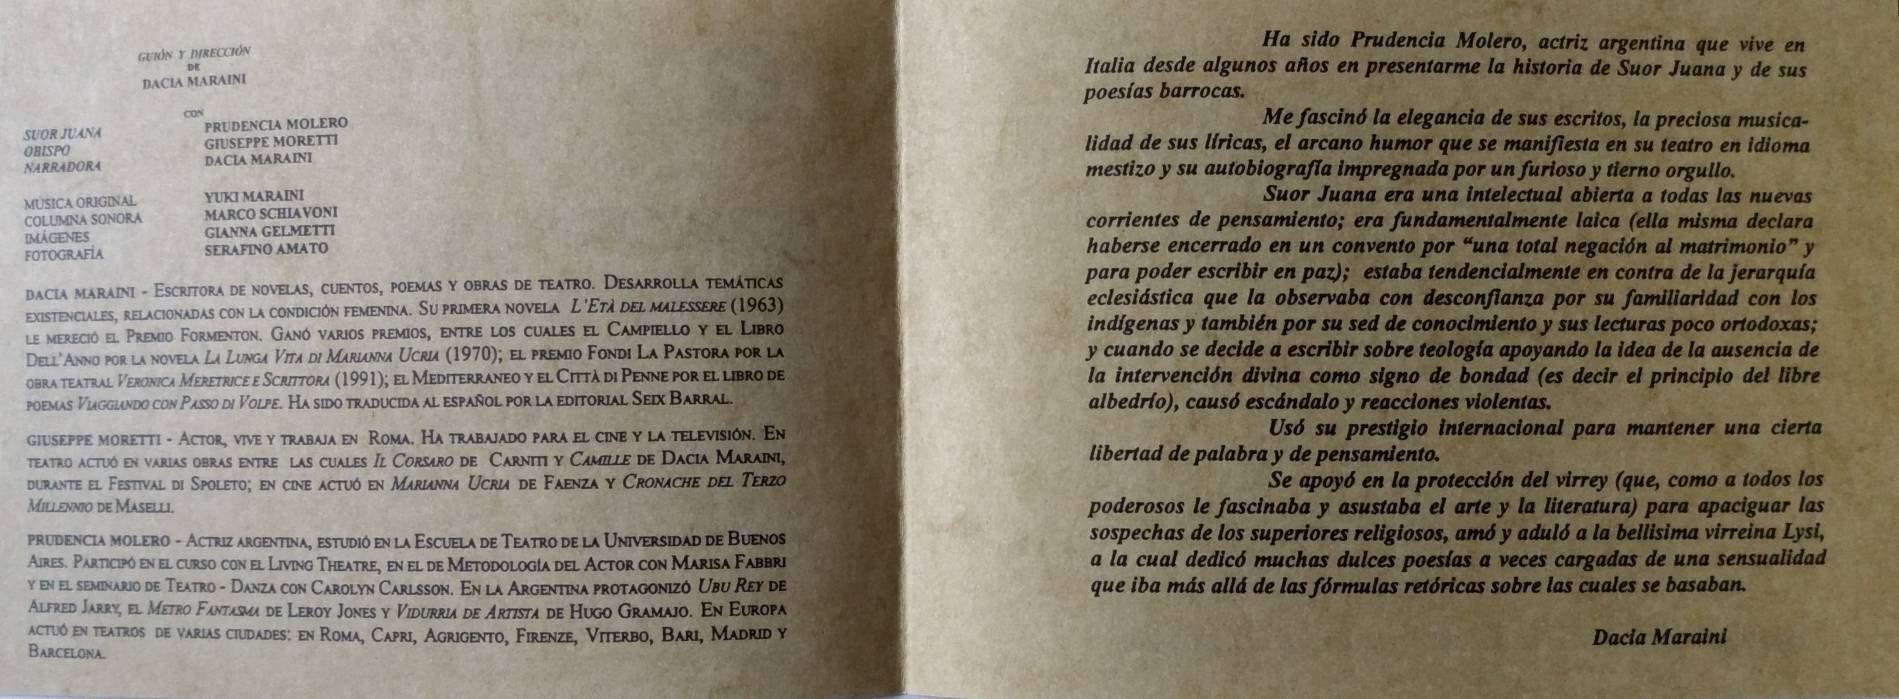 GUIÓN Y DIRECCIÓN
DE
DACIA MARAINI
CON
SUOR JUANA PRUDENCIA MOLERO
OBISPO GIUSEPPE MORETTI
NARRADORA DACIA MARAINI
MÚSICA ORIGINAL YUKI MARAINI
COLUMNA SONORA MARCO SCHIAVONI
IMÁGENES GIANNA GELMETTI
FOTOGRAFÍA SERAFINO AMATO
DACIA MARAINI - ESCRITORA DE NOVELAS, CUENTOS, POEMAS Y OBRAS DE TEATRO. DESARROLLA TEMÁTICAS
EXISTENCIALES, RELACIONADAS CON LA CONDICIÓN FEMENINA. SU PRIMERA NOVELA L'ETÀ DEL MALESSERE (1963)
LE MERECIÓ EL PREMIO FORMENTON. GANÓ VARIOS PREMIOS, ENTRE LOS CUALES EL CAMPIELLO Y EL LIBRO
DELL'ANNO POR LA NOVELA LA LUNGA VITA DI MARIANNA UCRIA (1970); EL PREMIO FONDI LA PASTORA POR LA
OBRA TEATRAL VERONICA MERETRICE E SCRITTORA (1991); EL MEDITERRANEO Y EL CITTÀ DI PENNE POR EL LIBRO DE
POEMAS VIAGGIANDO CON PASSO DI VOLPE. HA SIDO TRADUCIDA AL ESPAÑOL POR LA EDITORIAL SEIX BARRAL.
GIUSEPPE MORETTI - ACTOR, VIVE Y TRABAJA EN ROMA. HA TRABAJADO PARA EL CINE Y LA TELEVISIÓN. EN
TEATRO ACTUÓ EN VARIAS OBRAS ENTRE LAS CUALES IL CORSARO DE CARNITI Y CAMILLE DE DACIA MARAINI,
DURANTE EL FESTIVAL DI SPOLETO; EN CINE ACTUÓ EN MARIANNA UCRIA DE FAENZA Y CRONACHE DEL TERZO
MILLENNIO DE MASELLI.
PRUDENCIA MOLERO - ACTRIZ ARGENTINA, ESTUDIÓ EN LA ESCUELA DE TEATRO DE LA UNIVERSIDAD DE BUENOS
AIRES. PARTICIPÓ EN EL CURSO CON EL LIVING THEATRE, EN EL DE METODOLOGÍA DEL ACTOR CON MARISA FABBRI
Y EN EL SEMINARIO DE TEATRO - DANZA CON CAROLYN CARLSSON. EN LA ARGENTINA PROTAGONIZÓ UBU REY DE
ALFRED JARRY, EL METRO FANTASMA DE LEROY JONES Y VIDURRIA DE ARTISTA DE HUGO GRAMAJO. EN EUROPA
ACTUÓ EN TEATROS DE VARIAS CIUDADES: EN ROMA, CAPRI, AGRIGENTO, FIRENZE, VITERBO, BARI, MADRID Y
BARCELONA.
Ha sido Prudencia Molero, actriz argentina que vive en
Italia desde algunos años en presentarme la historia de Suor Juana y de sus
poesías barrocas.
Me fascinó la elegancia de sus escritos, la preciosa musica-
lidad de sus líricas, el arcano humor que se manifiesta en su teatro en idioma
mestizo y su autobiografía impregnada por un furioso y tierno orgullo.
Suor Juana era una intelectual abierta a todas las nuevas
corrientes de pensamiento; era fundamentalmente laica (ella misma declara
haberse encerrado en un convento por “una total negación al matrimonio” y
para poder escribir en paz); estaba tendencialmente en contra de la jerarquía
eclesiástica que la observaba con desconfianza por su familiaridad con los
indígenas y también por su sed de conocimiento y sus lecturas poco ortodoxas;
y cuando se decide a escribir sobre teología apoyando la idea de la ausencia de
la intervención divina como signo de bondad (es decir el principio del libre
albedrío), causó escándalo y reacciones violentas.
Usó su prestigio internacional para mantener una cierta
libertad de palabra y de pensamiento.
Se apoyó en la protección del virrey (que, como a todos los
poderosos le fascinaba y asustaba el arte y la literatura) para apaciguar las
sospechas de los superiores religiosos, amó y aduló a la bellisima virreina Lysi,
a la cual dedicó muchas dulces poesías a veces cargadas de una sensualidad
que iba más allá de las fórmulas retóricas sobre las cuales se basaban.
Dacia Maraini